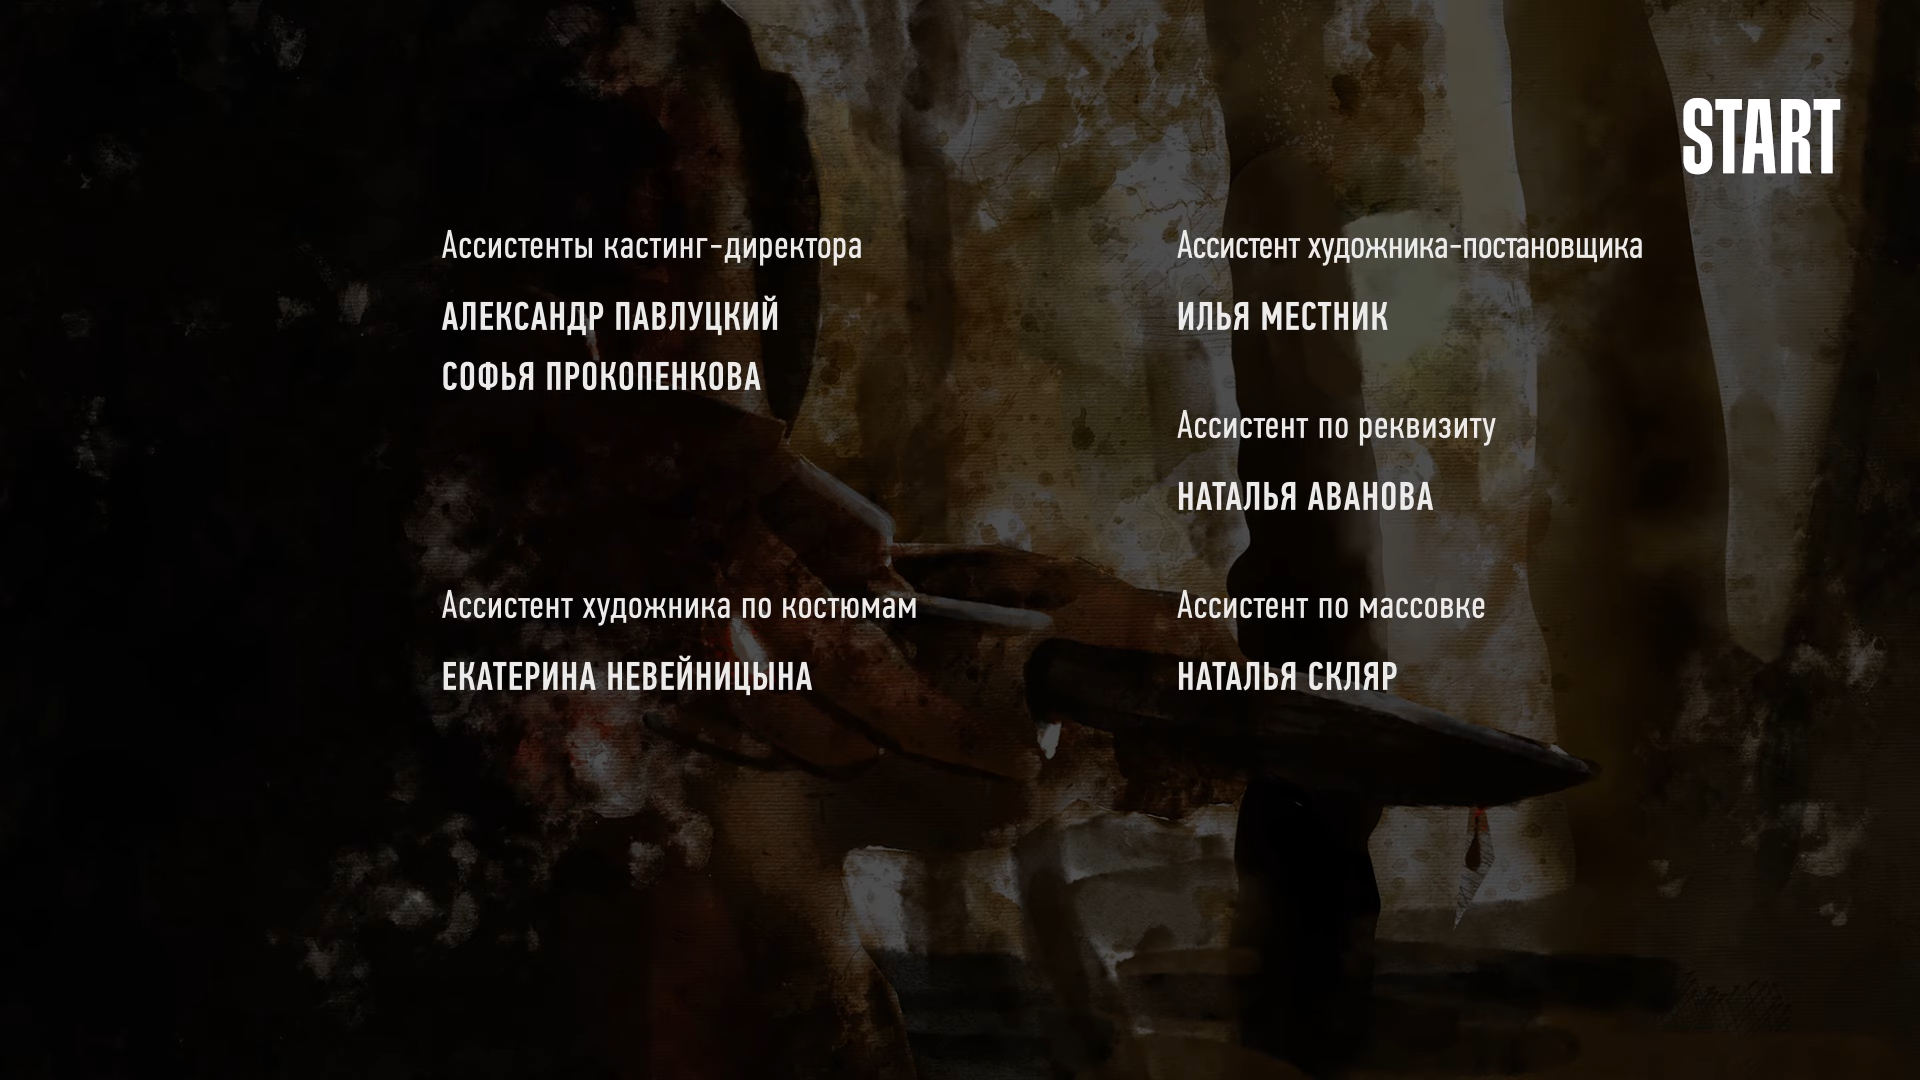 START
Ассистенты кастинг-директора
АЛЕКСАНДР ПАВЛУЦКИЙ
СОФЬЯ ПРОКОПЕНКОВА
Ассистент художника по костюмам
ЕКАТЕРИНА НЕВЕЙНИЦЫНА
Ассистент художника-постановщика
ИЛЬЯ МЕСТНИК
Ассистент по реквизиту
НАТАЛЬЯ АВАНОВА
Ассистент по массовке
НАТАЛЬЯ СКЛЯР